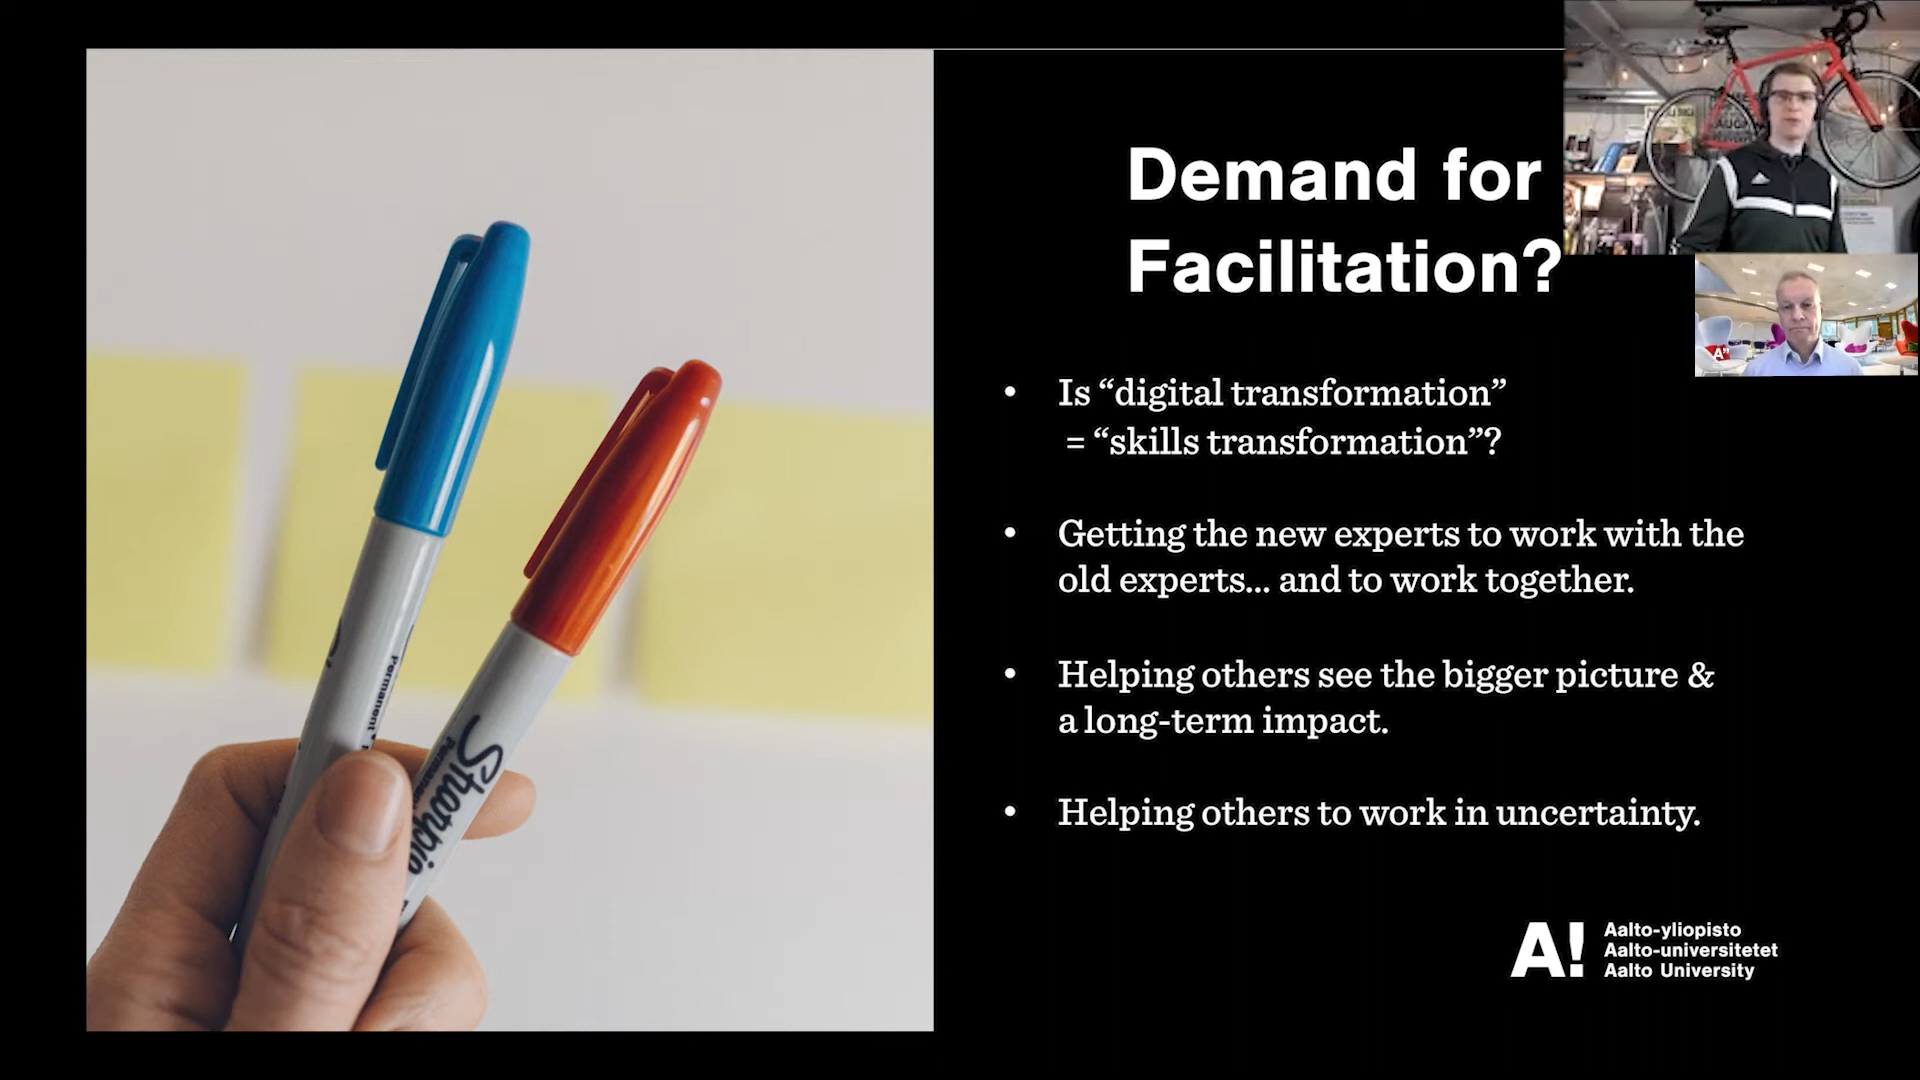 Demand for
Facilitation?
• Is “digital transformation”
= “skills transformation”?
• Getting the new experts to work with the
old experts... and to work together.
• Helping others see the bigger picture &
a long-term impact.
• Helping others to work in uncertainty.
A! Aalto-yliopisto
Aalto-universitetet
Aalto University
Permanent
Sharpie
A”